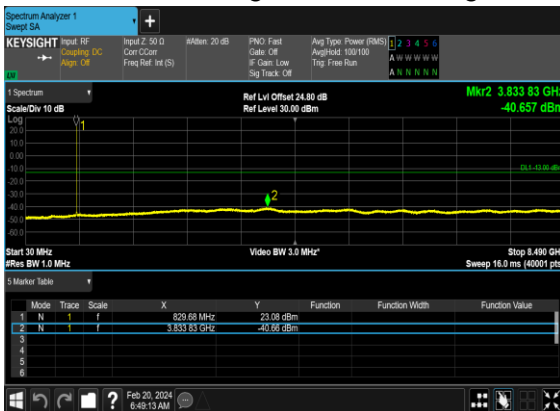 Spectrum Analyzer 1
Swept SA
+
KEYSIGHT Input: RF Input Z: 50 Ω #Atten: 20 dB PNO: Fast Avg Type: Power (RMS) 1 2 3 4 5 6
Coupling: DC Corr CCorr Gate: Off Avg|Hold: 100/100 A W W W W W
Align: Off Freq Ref: Int (S) IF Gain: Low Trig: Free Run
Sig Track: Off A N N N N N
LV
1 Spectrum Mkr2 3.833 83 GHz
Ref Lvl Offset 24.80 dB
Scale/Div 10 dB Ref Level 30.00 dBm -40.657 dBm
Log
20.0
10.0
0.00
-10.0
-20.0
-30.0
-40.0
-50.0
-60.0
1
2
DL1 -13.00 dBm
Start 30 MHz Video BW 3.0 MHz* Stop 8.490 GH
#Res BW 1.0 MHz Sweep 16.0 ms (40001 pts
5 Marker Table
Mode Trace Scale X Y Function Function Width Function Value
1 N 1 f 829.68 MHz 23.08 dBm
2 N 1 f 3.833 83 GHz -40.66 dBm
3
4
5
6
? Feb 20, 2024
6:49:13 AM